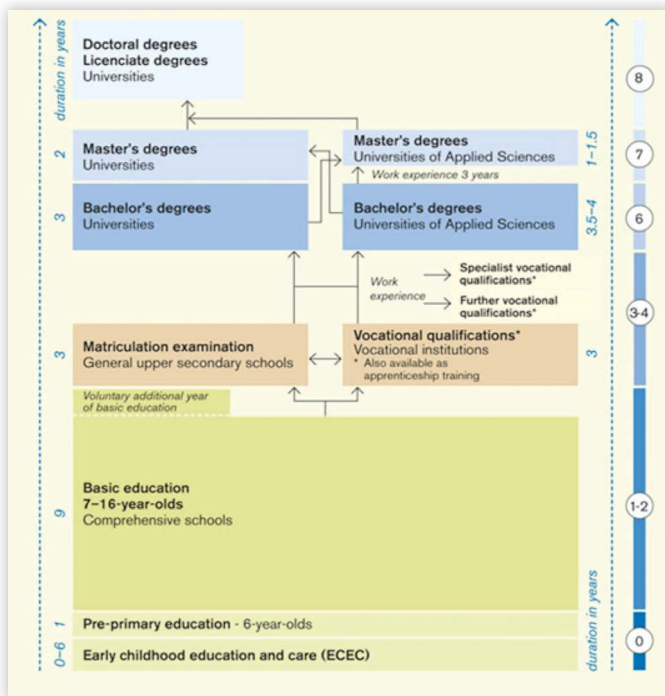 duration in years
Doctoral degrees
Licenciate degrees
Universities
8
2
Master's degrees
Universities
Master's degrees
Universities of Applied Sciences
1–1.5
7
Work experience 3 years
3
Bachelor's degrees
Universities
Bachelor's degrees
Universities of Applied Sciences
3.5–4
6
Work
experience
Specialist vocational
qualifications*
Further vocational
qualifications*
3-4
3
Matriculation examination
General upper secondary schools
Vocational qualifications*
Vocational institutions
* Also available as
apprenticeship training
3
Voluntary additional year
of basic education
9
Basic education
7–16-year-olds
Comprehensive schools
1-2
1
Pre-primary education - 6-year-olds
duration in years
0–6
Early childhood education and care (ECEC)
0